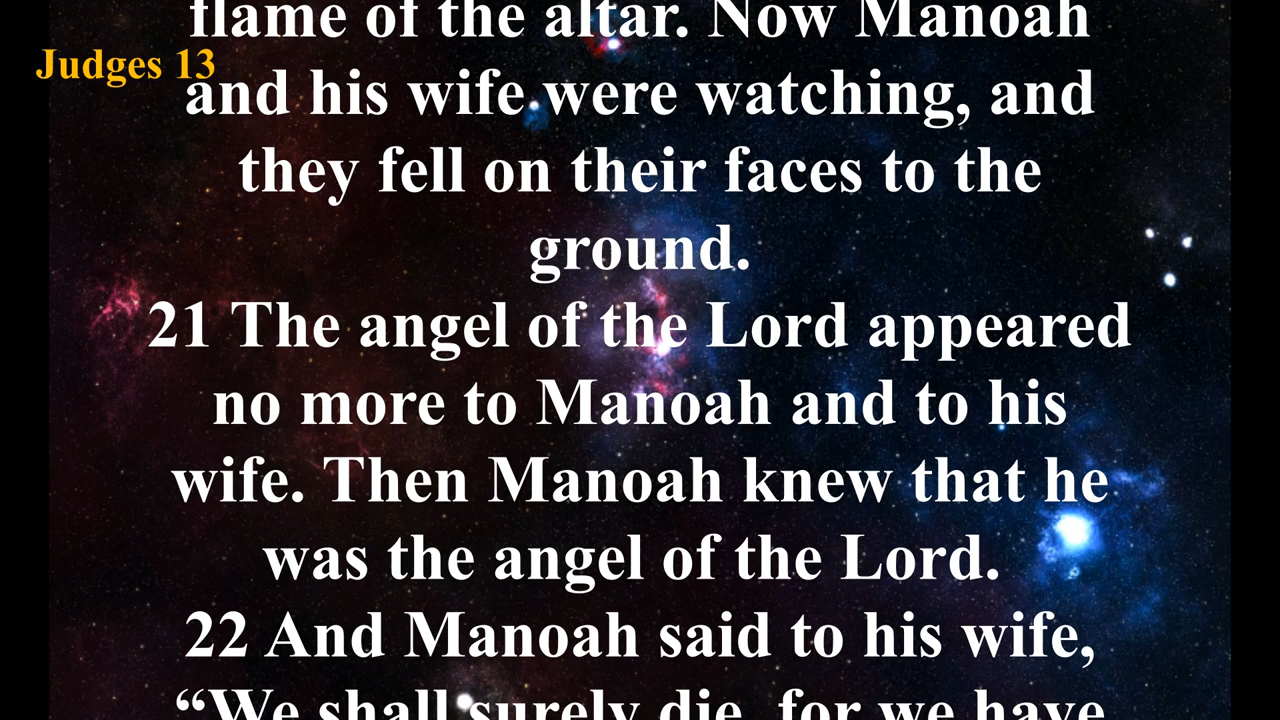 flame of the altar. Now Manoah
Judges 13
and his wife were watching, and
they fell on their faces to the
ground.
21 The angel of the Lord appeared
no more to Manoah and to his
wife. Then Manoah knew that he
was the angel of the Lord.
22 And Manoah said to his wife,
“We shall surely die, for we have